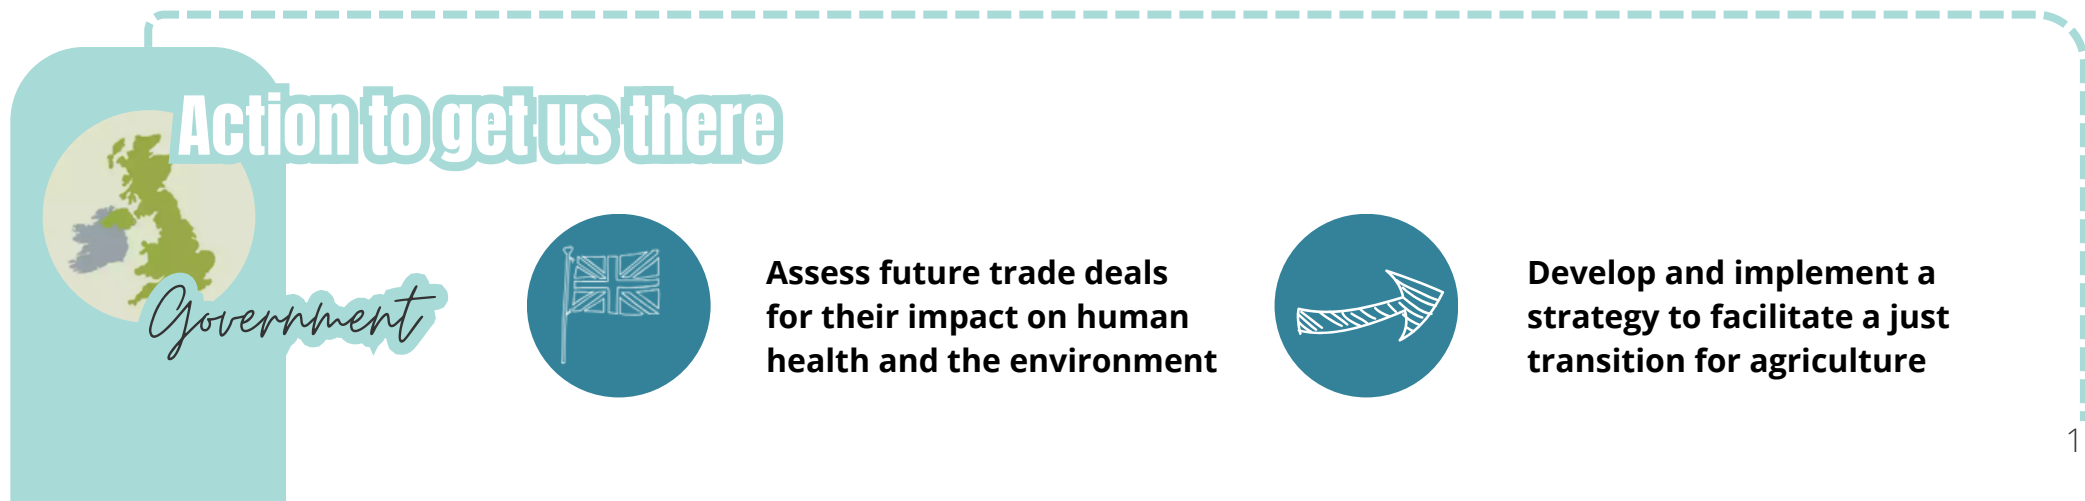 Action to get us there
Government
Assess future trade deals
for their impact on human
health and the environment
Develop and implement a
strategy to facilitate a just
transition for agriculture
1